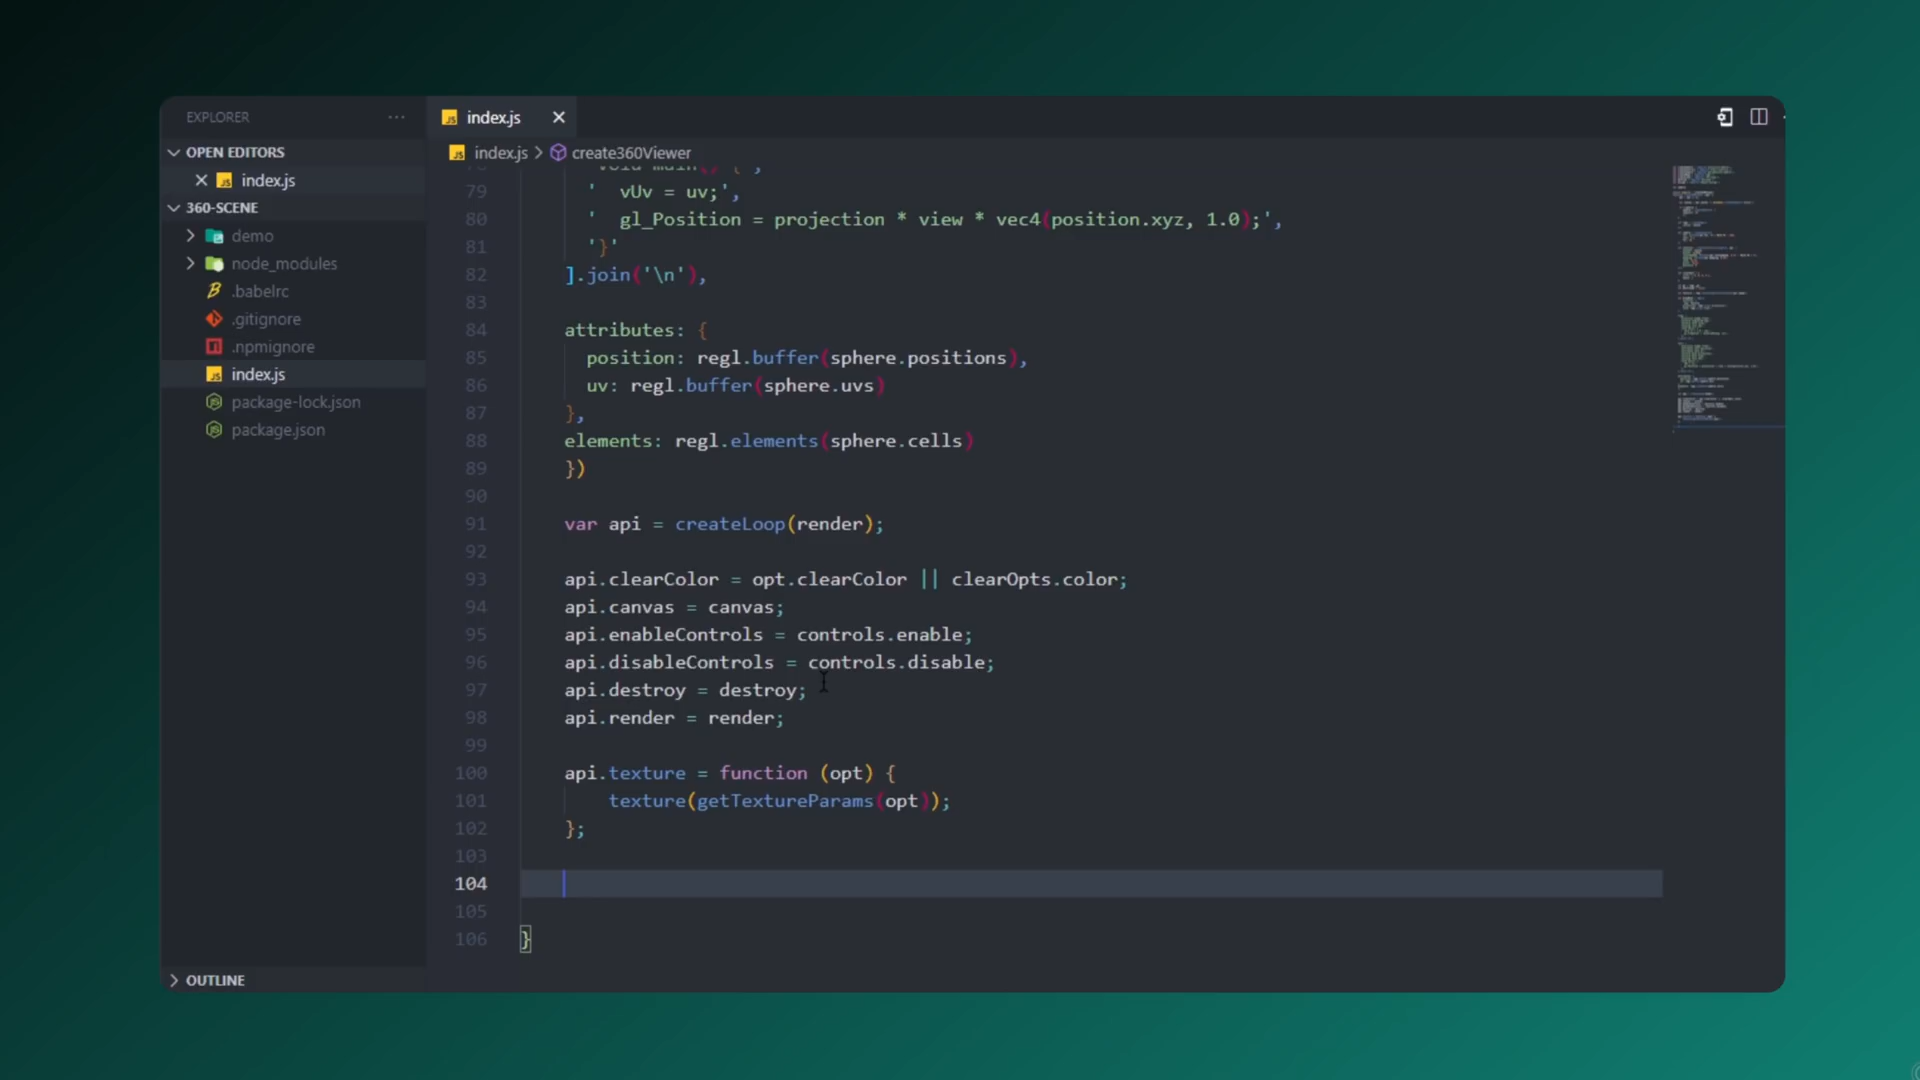 EXPLORER
···
OPEN EDITORS
index.js
360-SCENE
demo
node_modules
.babelrc
.gitignore
.npmignore
index.js
package-lock.json
package.json
OUTLINE
index.js
index.js > create360Viewer
79 ' vUv = uv;',
80 ' gl_Position = projection * view * vec4(position.xyz, 1.0);',
81 '}'
82 ].join('\n'),
83
84 attributes: {
85 position: regl.buffer(sphere.positions),
86 uv: regl.buffer(sphere.uvs)
87 },
88 elements: regl.elements(sphere.cells)
89 })
90
91 var api = createLoop(render);
92
93 api.clearColor = opt.clearColor || clearOpts.color;
94 api.canvas = canvas;
95 api.enableControls = controls.enable;
96 api.disableControls = controls.disable;
97 api.destroy = destroy;
98 api.render = render;
99
100 api.texture = function (opt) {
101 texture(getTextureParams(opt));
102 };
103
104
105
106 }